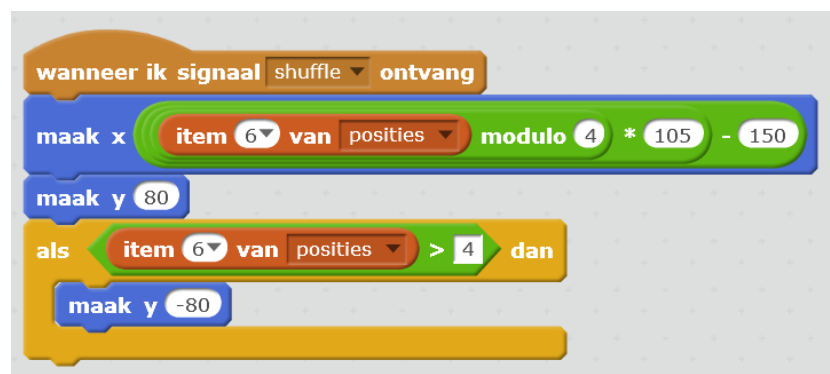 wanneer ik signaal shuffle ontvang
maak x item 6 van posities modulo 4 * 105 - 150
maak y 80
als item 6 van posities > 4 dan
maak y -80